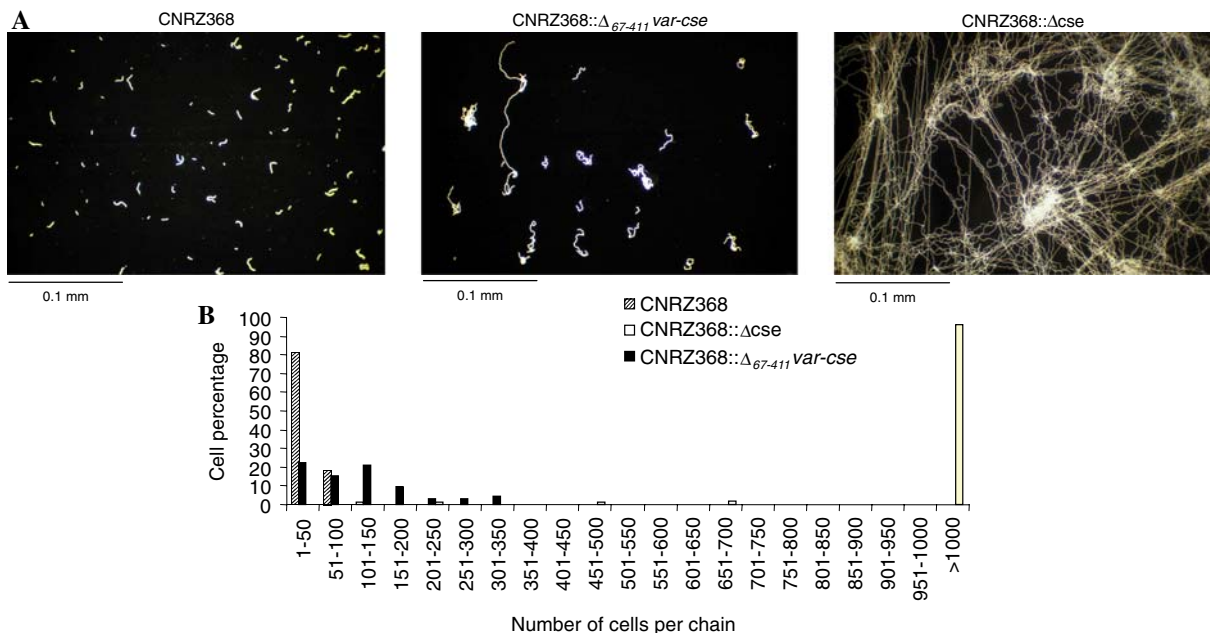 A
CNRZ368
CNRZ368::Δ67-411 var-cse
CNRZ368::Δcse
0.1 mm
0.1 mm
0.1 mm
B
CNRZ368
CNRZ368::Δcse
CNRZ368::Δ67-411 var-cse
Cell percentage
100
90
80
70
60
50
40
30
20
10
0
1-50
51-100
101-150
151-200
201-250
251-300
301-350
351-400
401-450
451-500
501-550
551-600
601-650
651-700
701-750
751-800
801-850
851-900
901-950
951-1000
>1000
Number of cells per chain